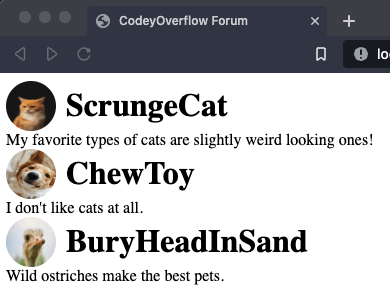 CodeyOverflow Forum
lo
ScrungeCat
My favorite types of cats are slightly weird looking ones!
ChewToy
I don't like cats at all.
BuryHeadInSand
Wild ostriches make the best pets.